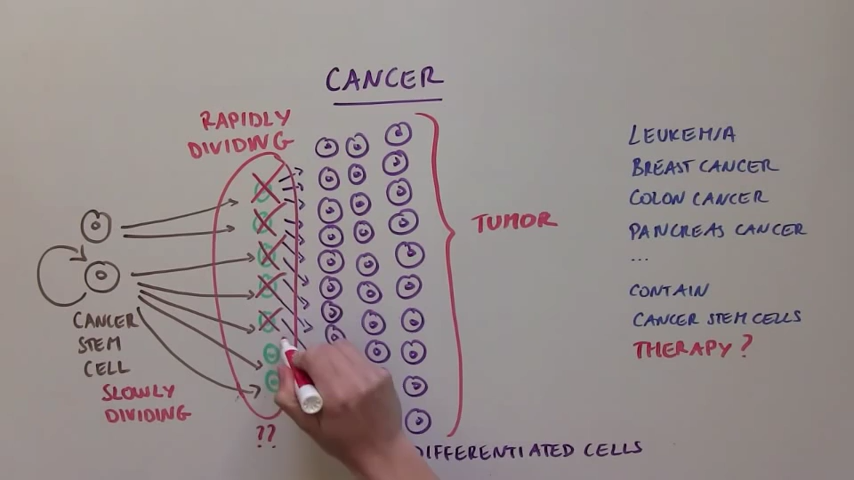 CANCER
RAPIDLY
DIVIDING
TUMOR
CANCER
STEM
CELL
SLOWLY
DIVIDING
??
DIFFERENTIATED CELLS
LEUKEMIA
BREAST CANCER
COLON CANCER
PANCREAS CANCER
...
CONTAIN
CANCER STEM CELLS
THERAPY?